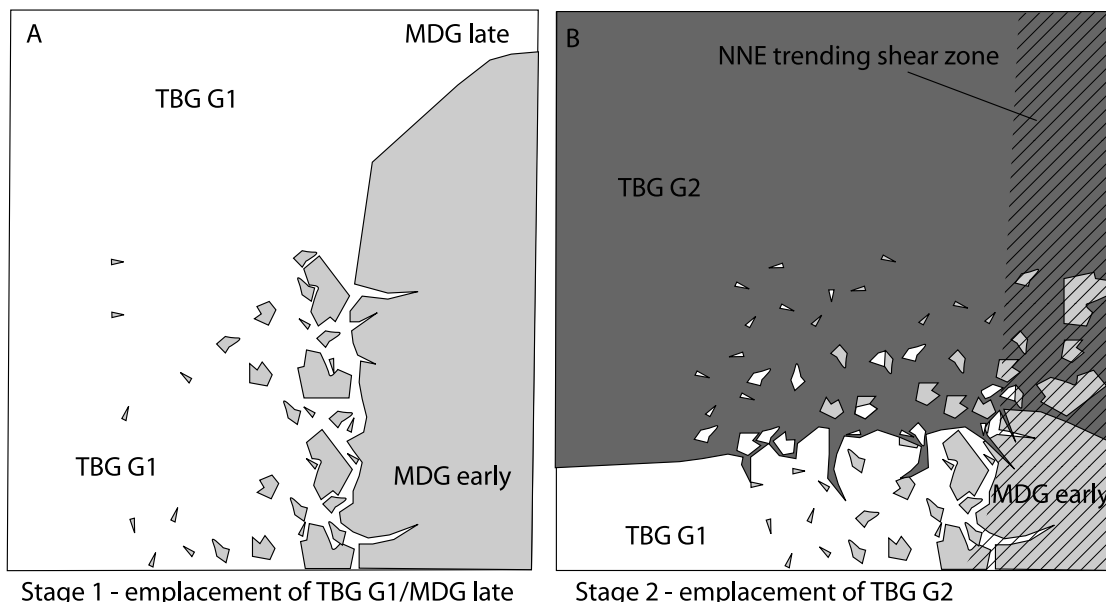 A
MDG late
TBG G1
TBG G1
MDG early
Stage 1 - emplacement of TBG G1/MDG late
B
NNE trending shear zone
TBG G2
MDG early
TBG G1
Stage 2 - emplacement of TBG G2